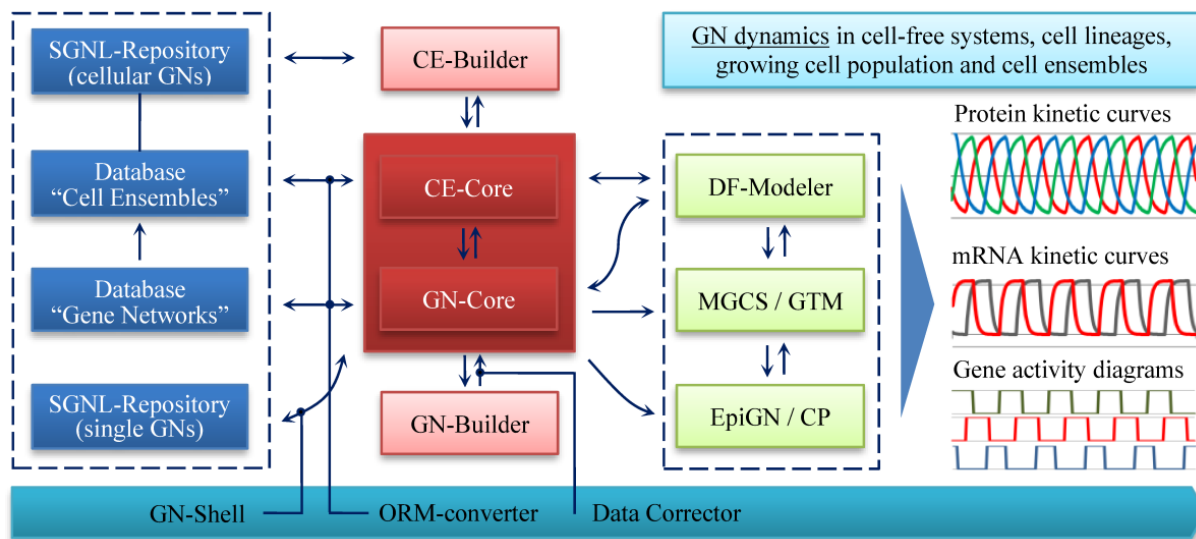 SGNL-Repository
(cellular GNs)
CE-Builder
GN dynamics in cell-free systems, cell lineages,
growing cell population and cell ensembles
Database
“Cell Ensembles”
CE-Core
DF-Modeler
Protein kinetic curves
Database
“Gene Networks”
GN-Core
MGCS / GTM
mRNA kinetic curves
SGNL-Repository
(single GNs)
GN-Builder
EpiGN / CP
Gene activity diagrams
GN-Shell
ORM-converter
Data Corrector